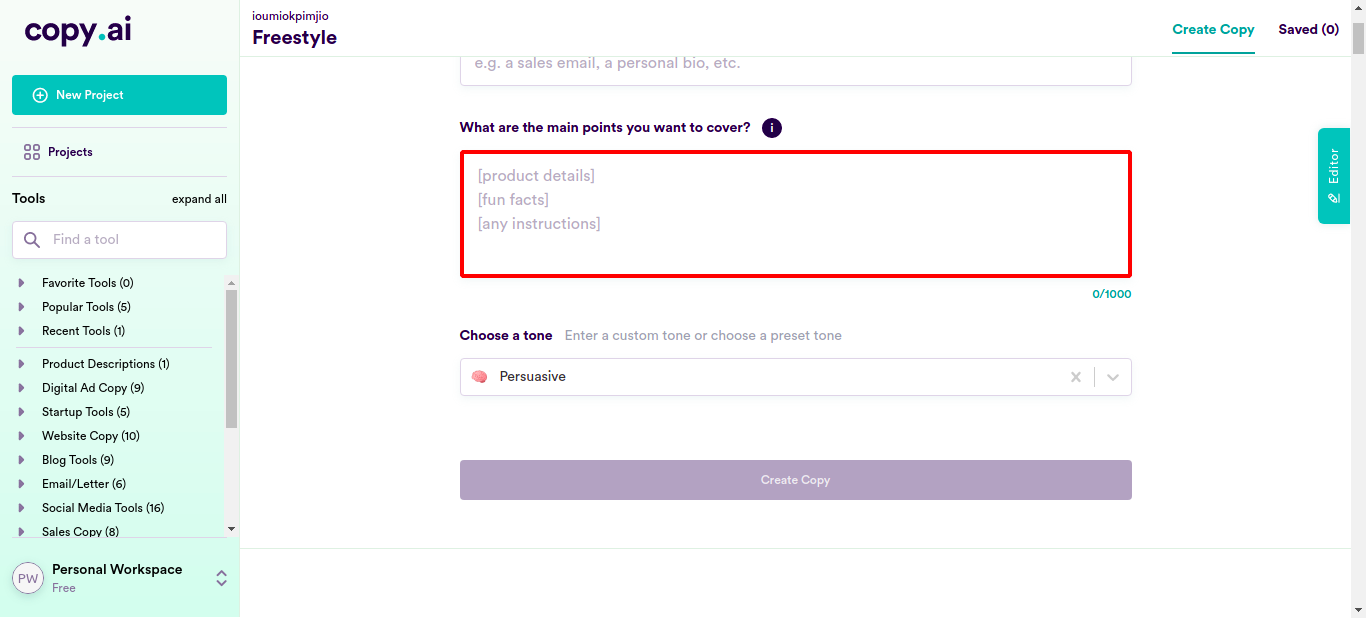 copy.ai
New Project
Projects
Tools
expand all
Find a tool
Favorite Tools (0)
Popular Tools (5)
Recent Tools (1)
Product Descriptions (1)
Digital Ad Copy (9)
Startup Tools (5)
Website Copy (10)
Blog Tools (9)
Email/Letter (6)
Social Media Tools (16)
Sales Copy (8)
PW
Personal Workspace
Free
ioumiokpimjio
Freestyle
Create Copy
Saved (0)
e.g. a sales email, a personal bio, etc.
What are the main points you want to cover? i
[product details]
[fun facts]
[any instructions]
0/1000
Choose a tone Enter a custom tone or choose a preset tone
Persuasive
Create Copy
Editor